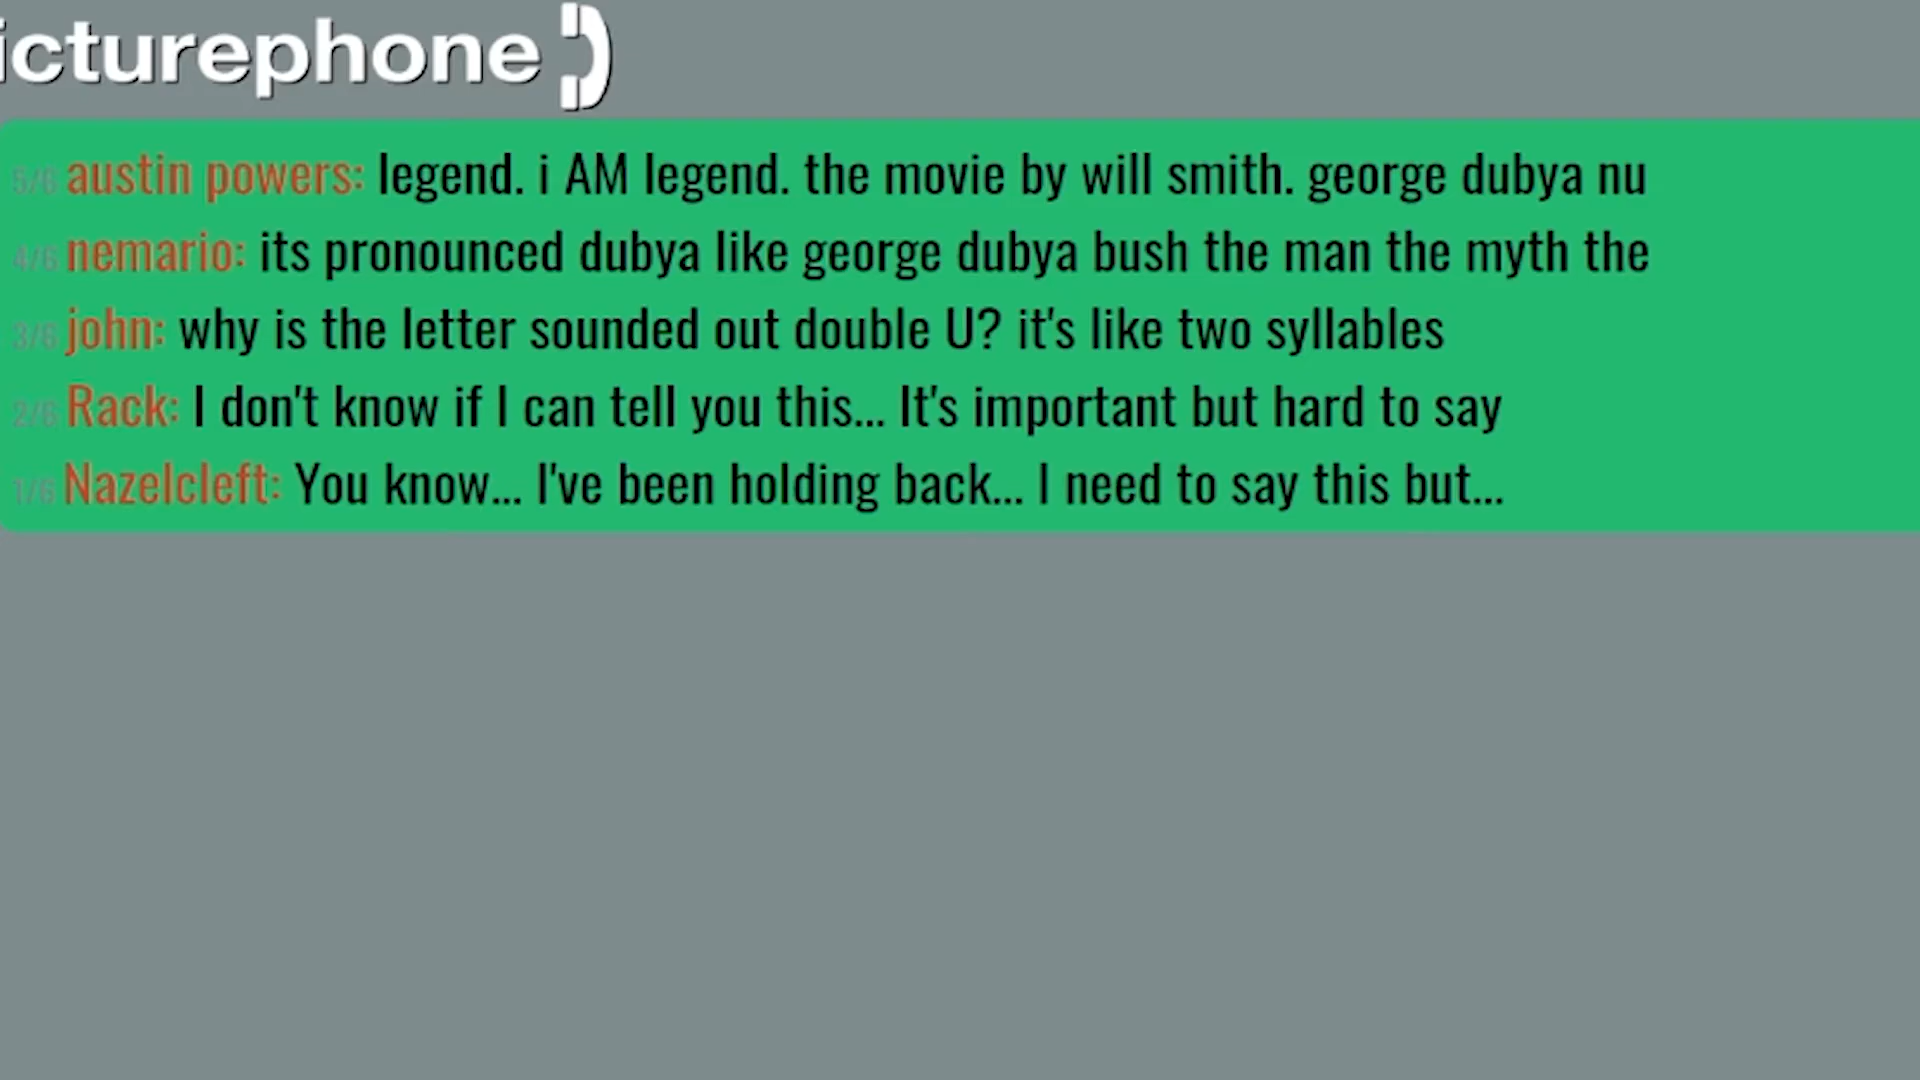 icturephone
5/6 austin powers: legend. i AM legend. the movie by will smith. george dubya nu
4/6 nemario: its pronounced dubya like george dubya bush the man the myth the
3/6 john: why is the letter sounded out double U? it's like two syllables
2/6 Rack: I don't know if I can tell you this... It's important but hard to say
1/6 Nazelcleft: You know... I've been holding back... I need to say this but...